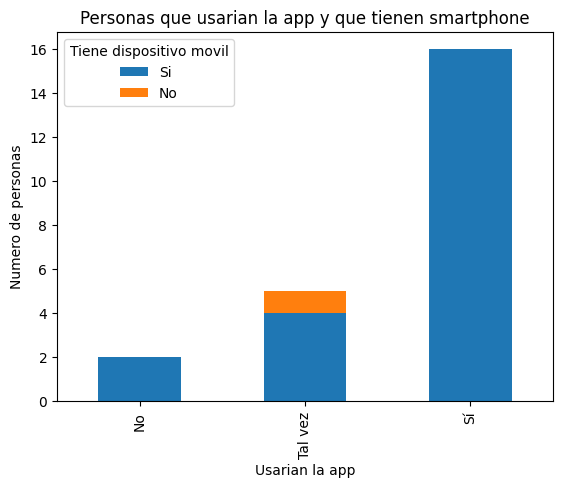 Personas que usarian la app y que tienen smartphone
Tiene dispositivo movil
Si
No
Numero de personas
16
14
12
10
8
6
4
2
0
No
Tal vez
Sí
Usarian la app